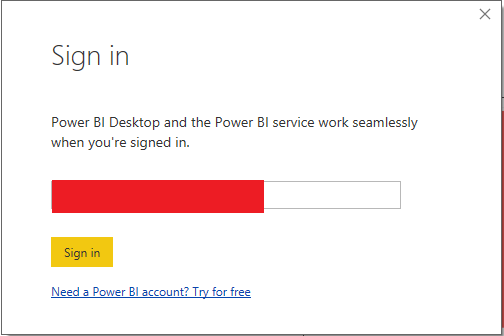 Sign in
Power BI Desktop and the Power BI service work seamlessly
when you're signed in.
Sign in
Need a Power BI account? Try for free